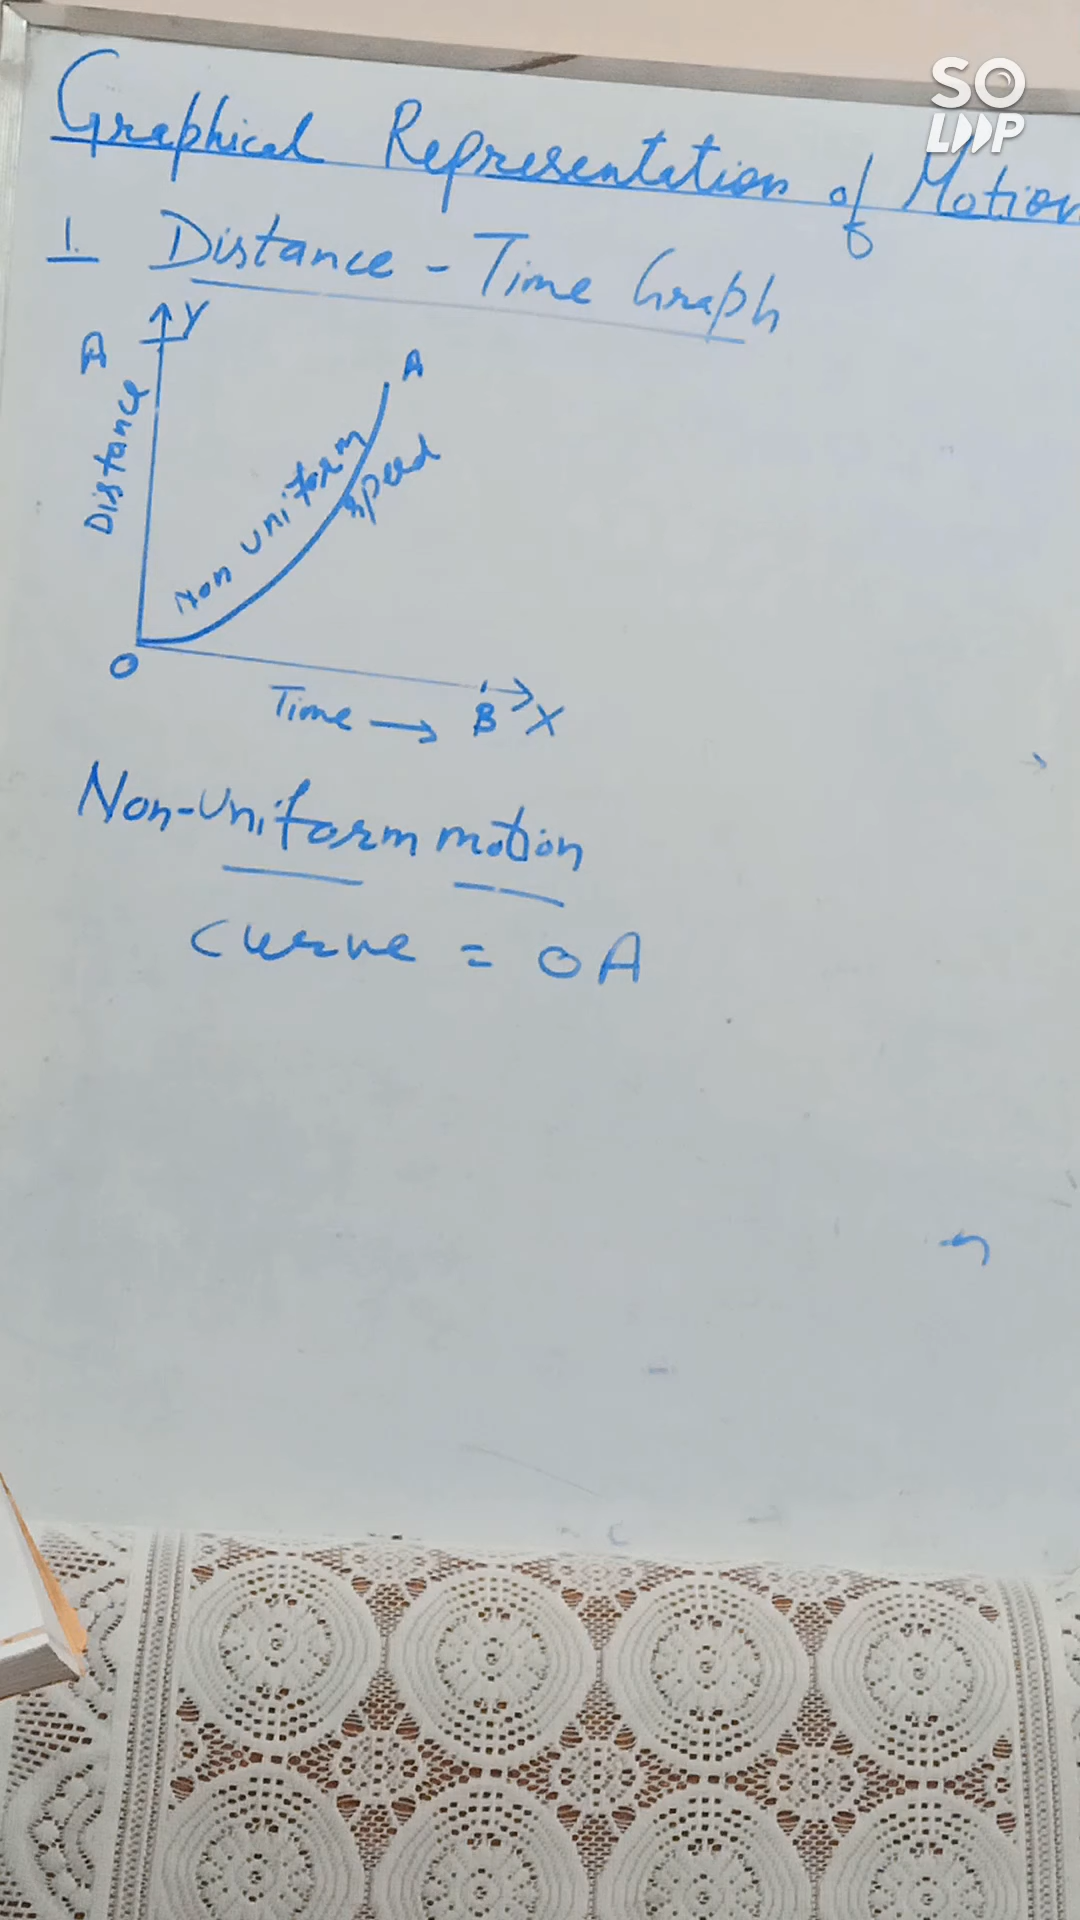 SO
LOOP
Graphical Representation of Motion
1. Distance - Time Graph
Y
A
Distance
Non uniform speed
O
Time → B X
Non-Uniform motion
curve = OA